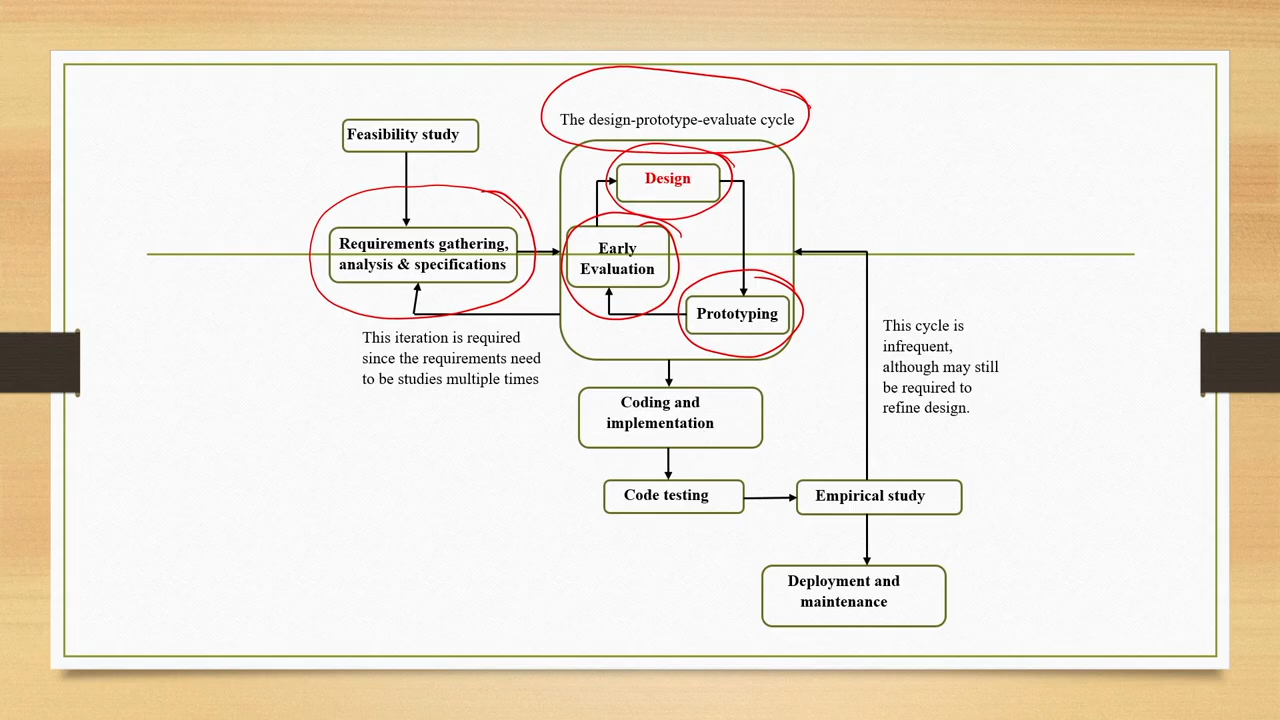 The design-prototype-evaluate cycle
Feasibility study
Design
Requirements gathering,
analysis & specifications
Early
Evaluation
Prototyping
This iteration is required
since the requirements need
to be studies multiple times
This cycle is
infrequent,
although may still
be required to
refine design.
Coding and
implementation
Code testing
Empirical study
Deployment and
maintenance